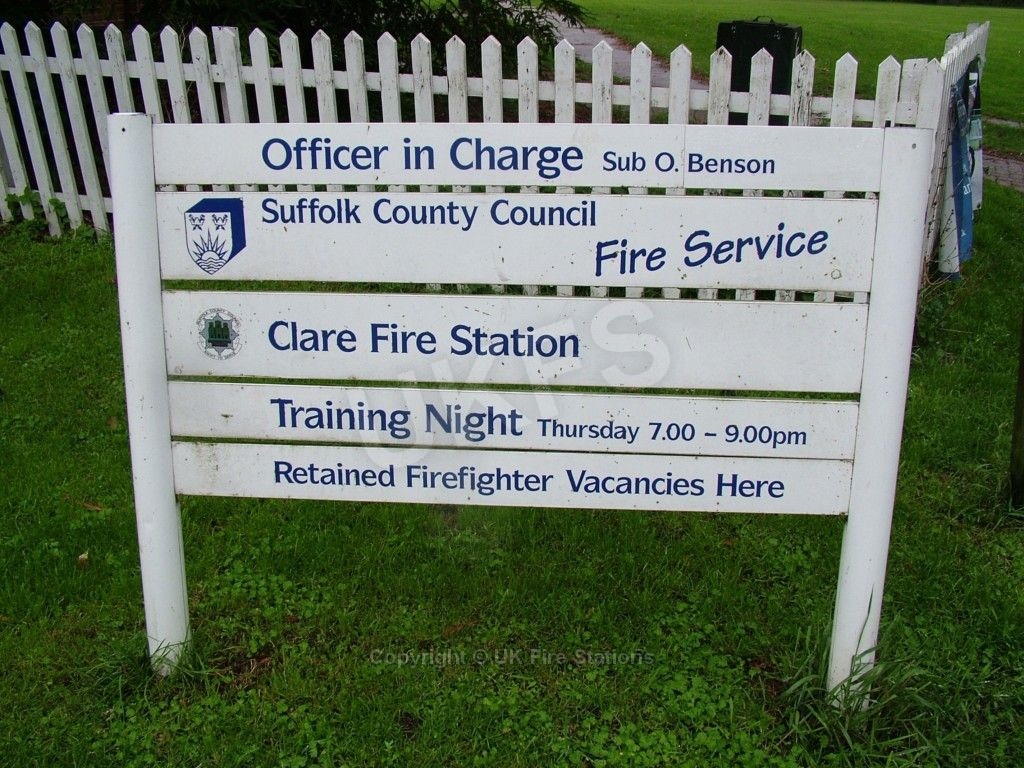 Officer in Charge Sub O. Benson
Suffolk County Council
Fire Service
Clare Fire Station
Training Night Thursday 7.00 – 9.00pm
Retained Firefighter Vacancies Here
UKFS
Copyright © UK Fire Stations